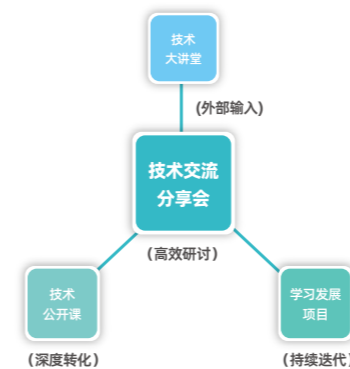 技术
大讲堂
(外部输入)
技术交流
分享会
(高效研讨)
技术
公开课
(深度转化)
学习发展
项目
(持续迭代)